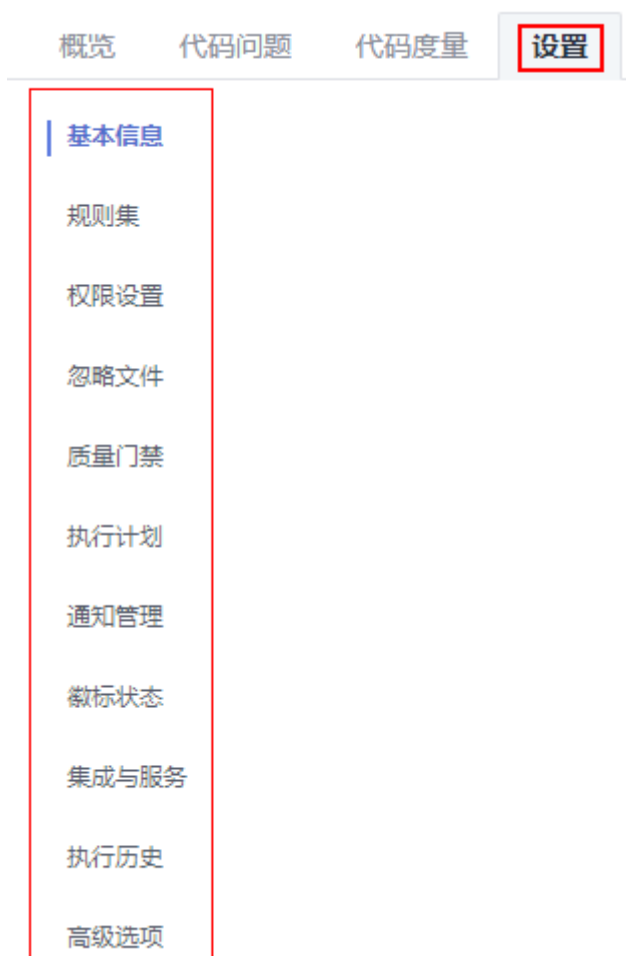 概览 代码问题 代码度量 设置
基本信息
规则集
权限设置
忽略文件
质量门禁
执行计划
通知管理
徽标状态
集成与服务
执行历史
高级选项